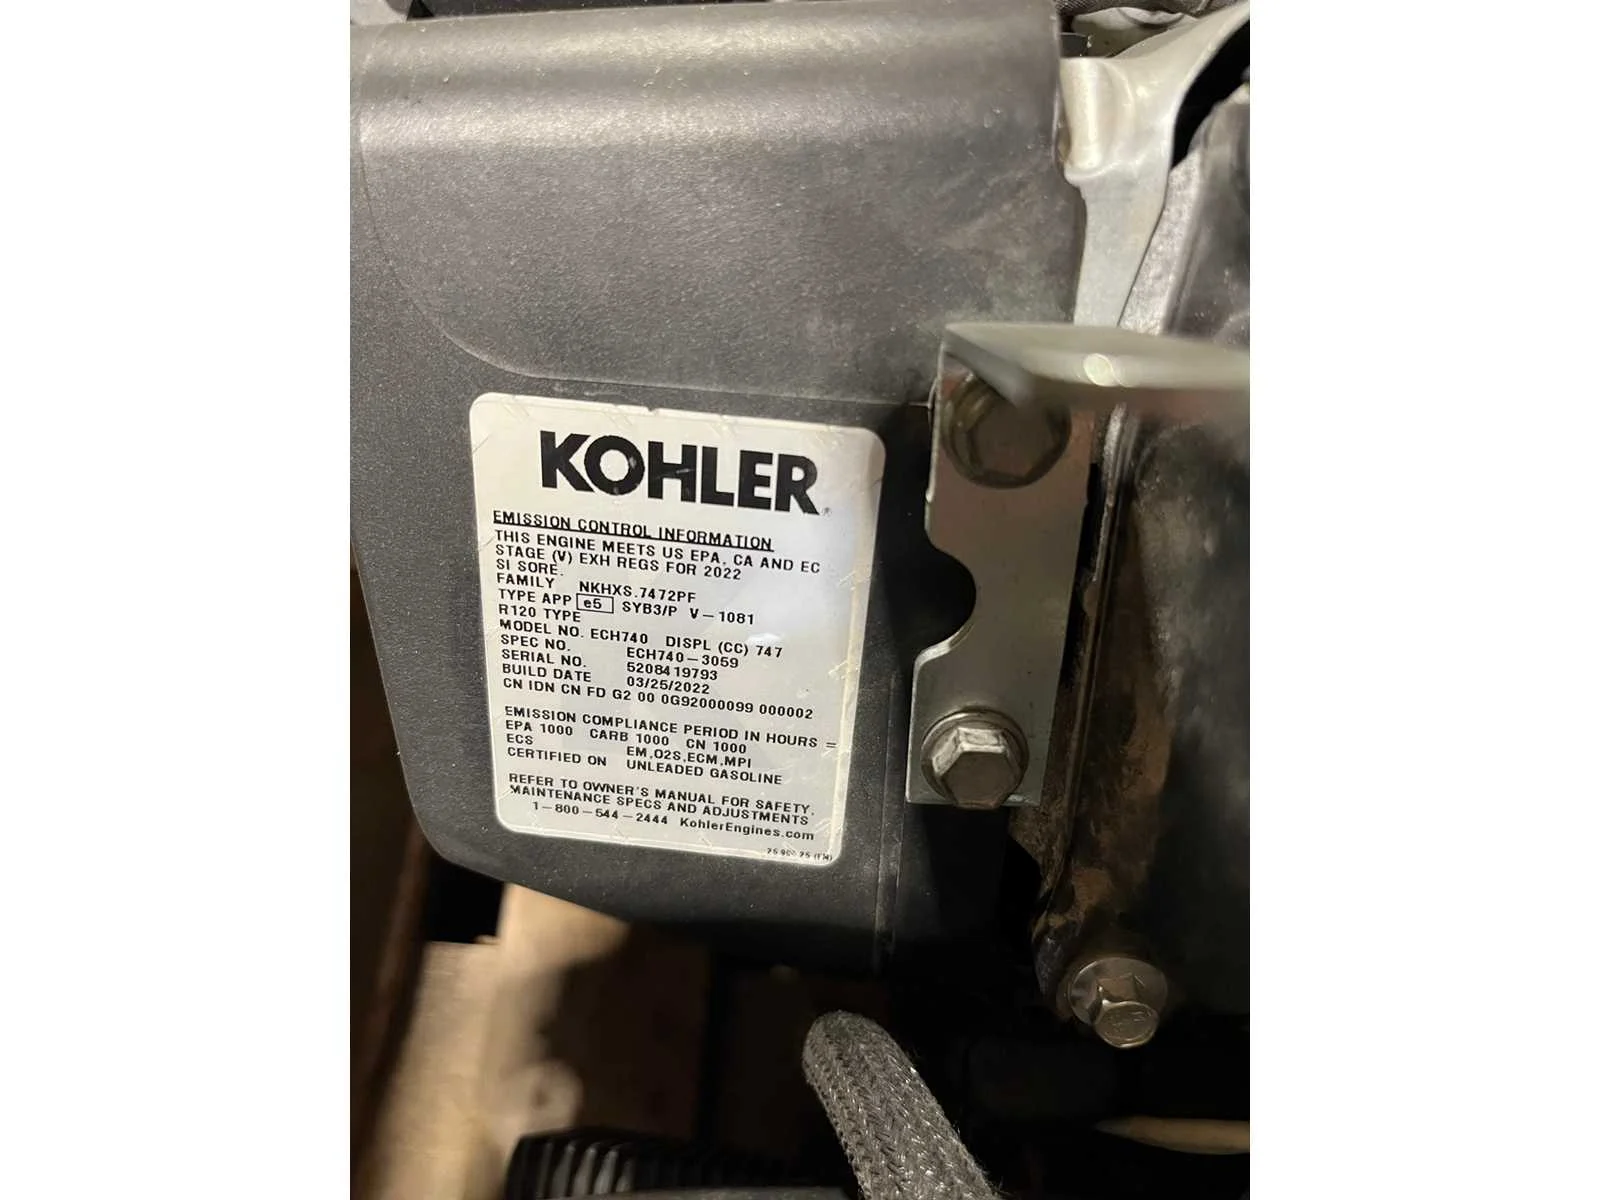 KOHLER®
EMISSION CONTROL INFORMATION
THIS ENGINE MEETS US EPA, CA AND EC
STAGE (V) EXH REGS FOR 2022
SI SORE.
FAMILY NKHXS.7472PF
TYPE APP e5 SYB3/P V-1081
R120 TYPE
MODEL NO. ECH740 DISPL (CC) 747
SPEC NO. ECH740-3059
SERIAL NO. 5208419793
BUILD DATE 03/25/2022
CN IDN CN FD G2 00 0G92000099 000002
EMISSION COMPLIANCE PERIOD IN HOURS =
EPA 1000 CARB 1000 CN 1000
ECS EM,O2S,ECM,MPI
CERTIFIED ON UNLEADED GASOLINE
REFER TO OWNER'S MANUAL FOR SAFETY,
MAINTENANCE SPECS AND ADJUSTMENTS
1-800-544-2444 KohlerEngines.com